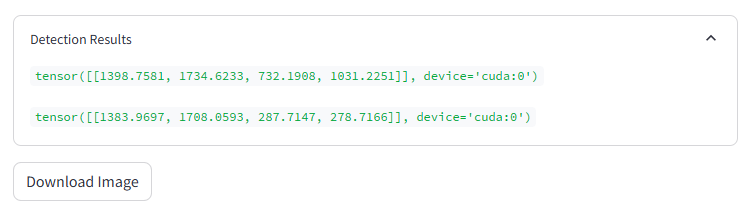 Detection Results
tensor([[1398.7581, 1734.6233, 732.1908, 1031.2251]], device='cuda:0')
tensor([[1383.9697, 1708.0593, 287.7147, 278.7166]], device='cuda:0')
Download Image